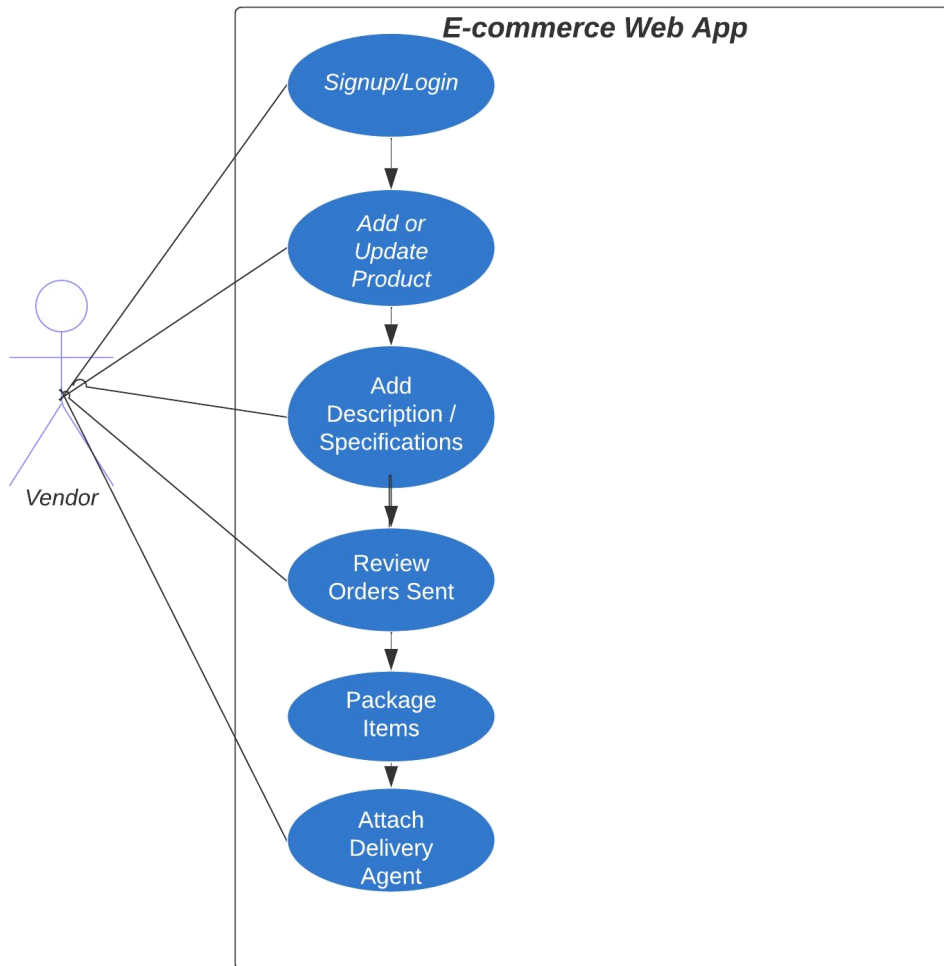 E-commerce Web App
Signup/Login
Add or
Update
Product
Add
Description /
Specifications
Vendor
Review
Orders Sent
Package
Items
Attach
Delivery
Agent